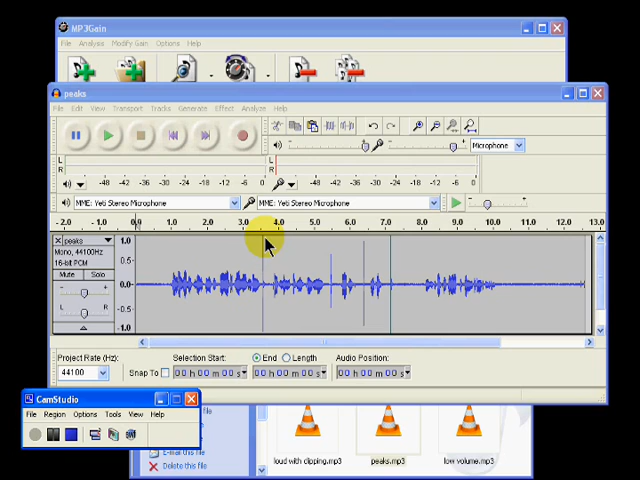 MP3Gain
File Analysis Modify Gain Options Help
peaks
File Edit View Transport Tracks Generate Effect Analyze Help
Microphone
L
R
-48 -42 -36 -30 -24 -18 -12 -6 0
L
R
-48 -42 -36 -30 -24 -18 -12 -6 0
MME: Yeti Stereo Microphone
MME: Yeti Stereo Microphone
-2.0 -1.0 0 1.0 2.0 3.0 4.0 5.0 6.0 7.0 8.0 9.0 10.0 11.0 12.0 13.0
peaks
Mono, 44100Hz
16-bit PCM
Mute Solo
- +
L R
1.0
0.5
0.0
-0.5
-1.0
Project Rate (Hz):
44100
Snap To
Selection Start:
00 h 00 m 00 s
End Length
00 h 00 m 00 s
Audio Position:
00 h 00 m 00 s
CamStudio
File Region Options Tools View Help
SWF
E-mail this file
Delete this file
loud with clipping.mp3
peaks.mp3
low volume.mp3